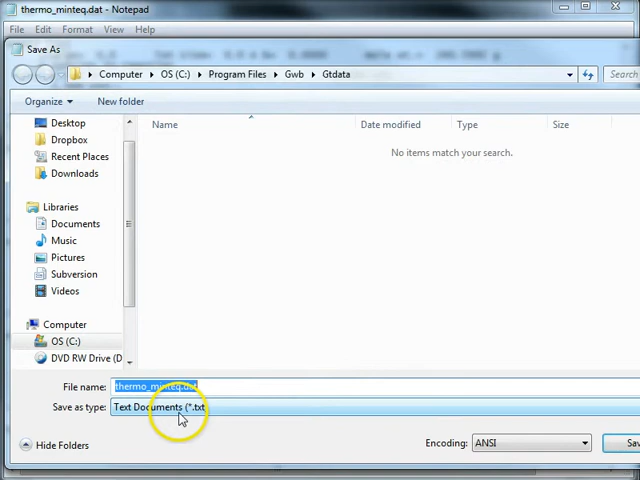 thermo_minteq.dat - Notepad
File Edit Format View Help
Save As
Computer OS (C:) Program Files Gwb Gtdata Search
Organize New folder
Name Date modified Type Size
No items match your search.
Desktop
Dropbox
Recent Places
Downloads
Libraries
Documents
Music
Pictures
Subversion
Videos
Computer
OS (C:)
DVD RW Drive (D
File name: thermo_minteq.dat
Save as type: Text Documents (*.txt
Hide Folders Encoding: ANSI Sav